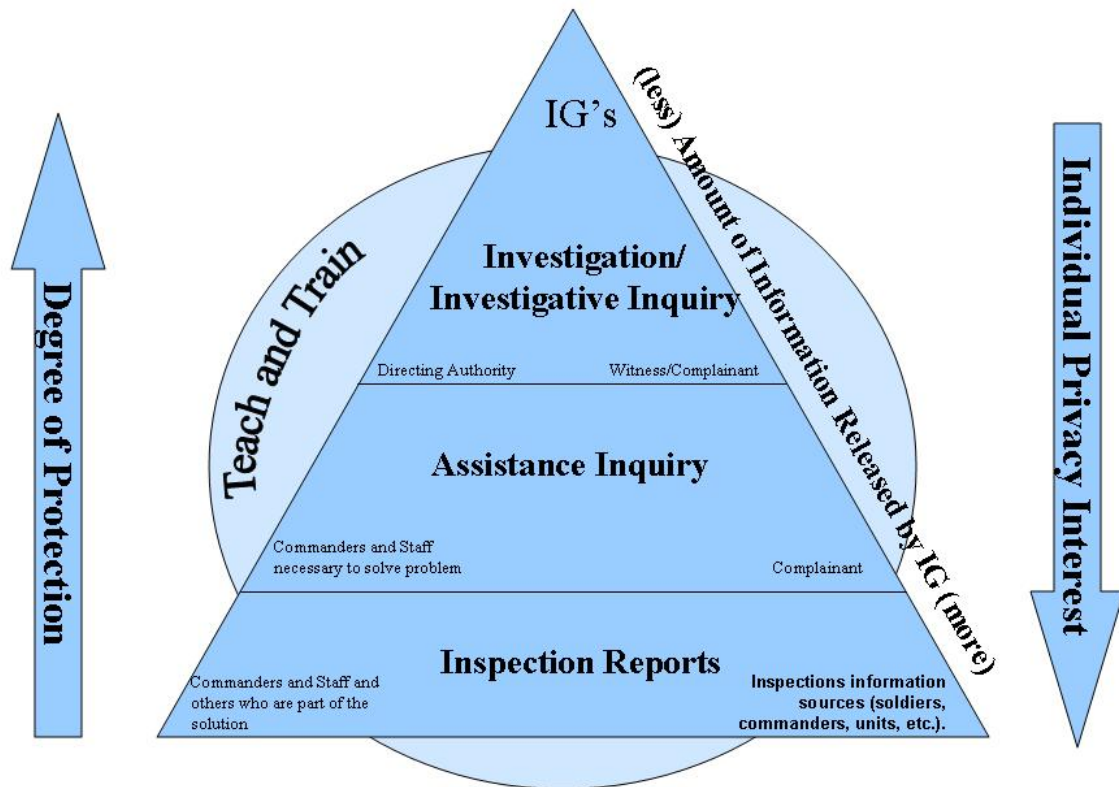 IG's
(less) Amount of Information Released by IG (more)
Individual Privacy Interest
Degree of Protection
Teach and Train
Investigation/
Investigative Inquiry
Directing Authority
Witness/Complainant
Assistance Inquiry
Commanders and Staff
necessary to solve problem
Complainant
Inspection Reports
Commanders and Staff and
others who are part of the
solution
Inspections information
sources (soldiers,
commanders, units, etc.).